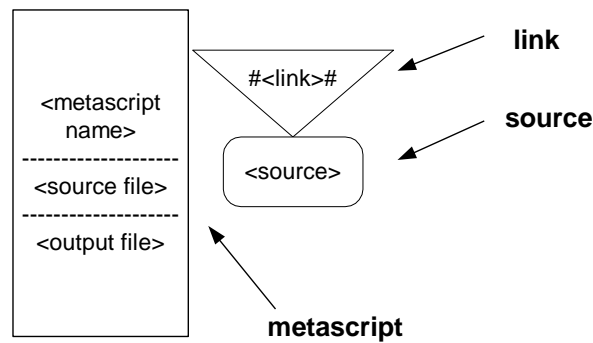 <metascript
name>
<source file>
<output file>
#<link>#
<source>
link
source
metascript